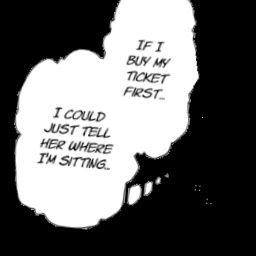 IF I
BUY MY
TICKET
FIRST...
I COULD
JUST TELL
HER WHERE
I'M SITTING...